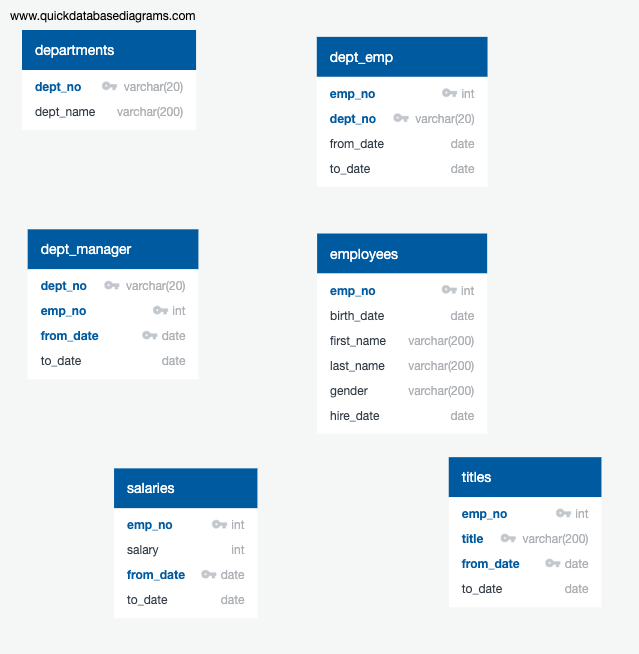 www.quickdatabasediagrams.com
departments
dept_no varchar(20)
dept_name varchar(200)
dept_emp
emp_no int
dept_no varchar(20)
from_date date
to_date date
dept_manager
dept_no varchar(20)
emp_no int
from_date date
to_date date
employees
emp_no int
birth_date date
first_name varchar(200)
last_name varchar(200)
gender varchar(200)
hire_date date
salaries
emp_no int
salary int
from_date date
to_date date
titles
emp_no int
title varchar(200)
from_date date
to_date date